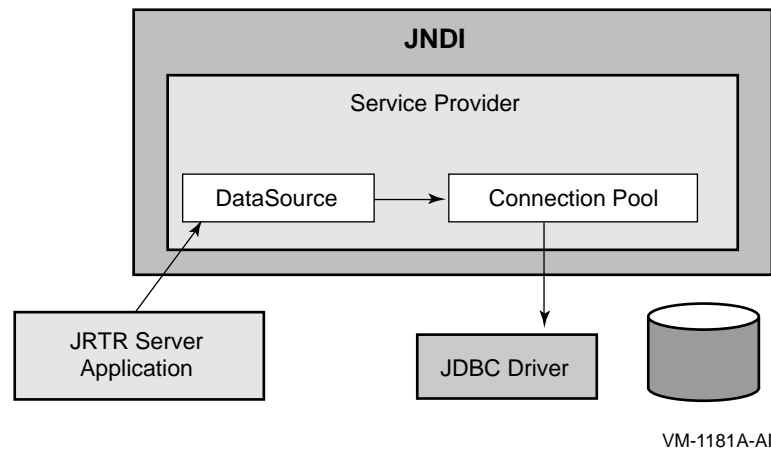 JNDI
Service Provider
DataSource
Connection Pool
JRTR Server
Application
JDBC Driver
VM-1181A-AI